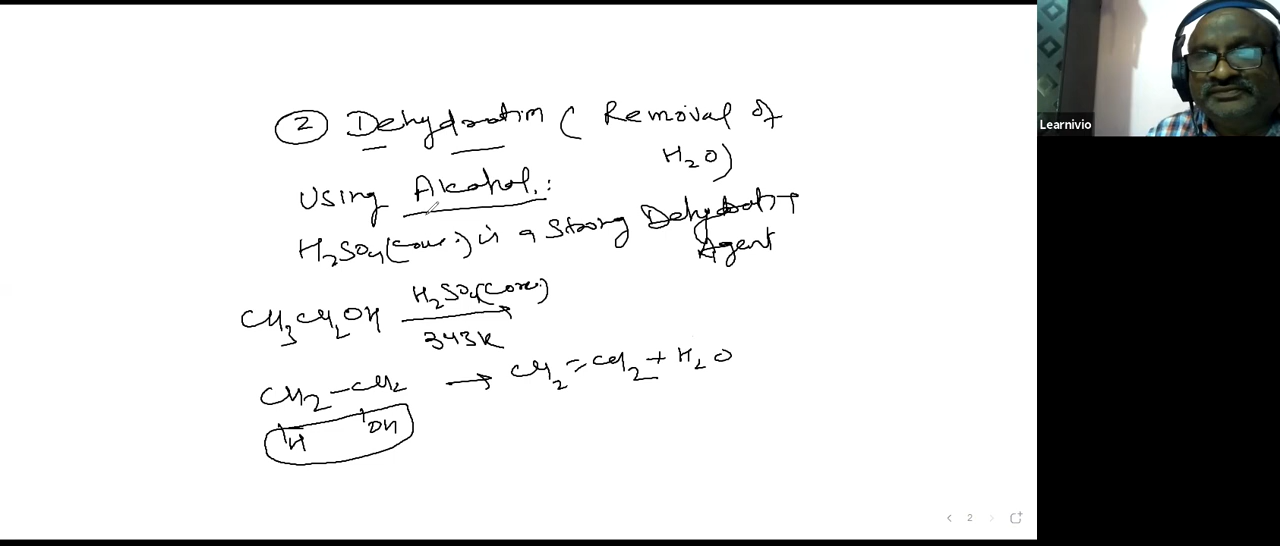 ② Dehydration ( Removal of
H₂O)
Using Alcohol.:
H₂SO₄(conc.) is a strong Dehydrat
Agent
CH₃CH₂OH H₂SO₄(conc.)
343K
CH₂–CH₂ → CH₂=CH₂ + H₂O
H OH
Learnivio
2